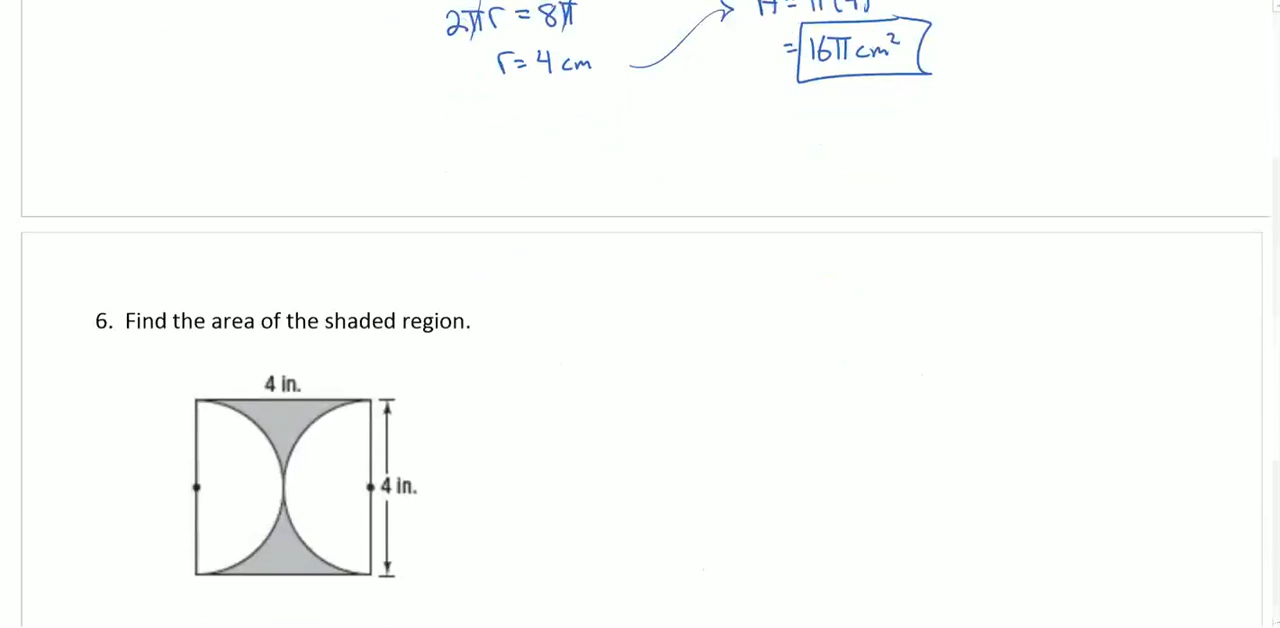 2πr = 8π
r = 4 cm
= 16π cm²
6. Find the area of the shaded region.
4 in.
4 in.